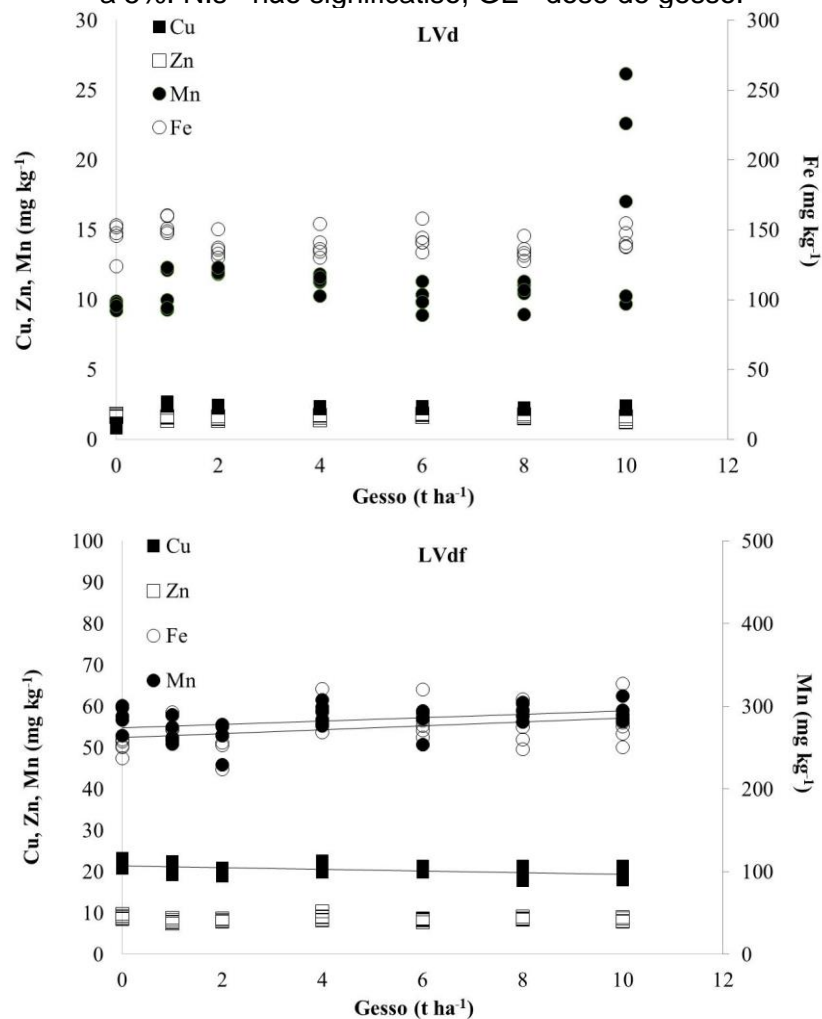 a 5%. N.s - não significatiso, GE - dose de gesso.
LVd
Cu
Zn
Mn
Fe
30
25
20
15
10
5
0
Cu, Zn, Mn (mg kg⁻¹)
300
250
200
150
100
50
0
Fe (mg kg⁻¹)
0 2 4 6 8 10 12
Gesso (t ha⁻¹)
LVdf
Cu
Zn
Fe
Mn
100
90
80
70
60
50
40
30
20
10
0
Cu, Zn, Mn (mg kg⁻¹)
500
400
300
200
100
0
Mn (mg kg⁻¹)
0 2 4 6 8 10 12
Gesso (t ha⁻¹)